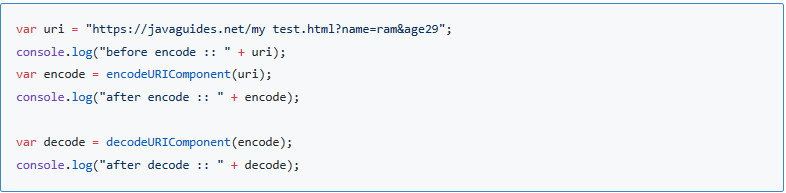 var uri = "https://javaguides.net/my test.html?name=ram&age29";
console.log("before encode :: " + uri);
var encode = encodeURIComponent(uri);
console.log("after encode :: " + encode);
var decode = decodeURIComponent(encode);
console.log("after decode :: " + decode);